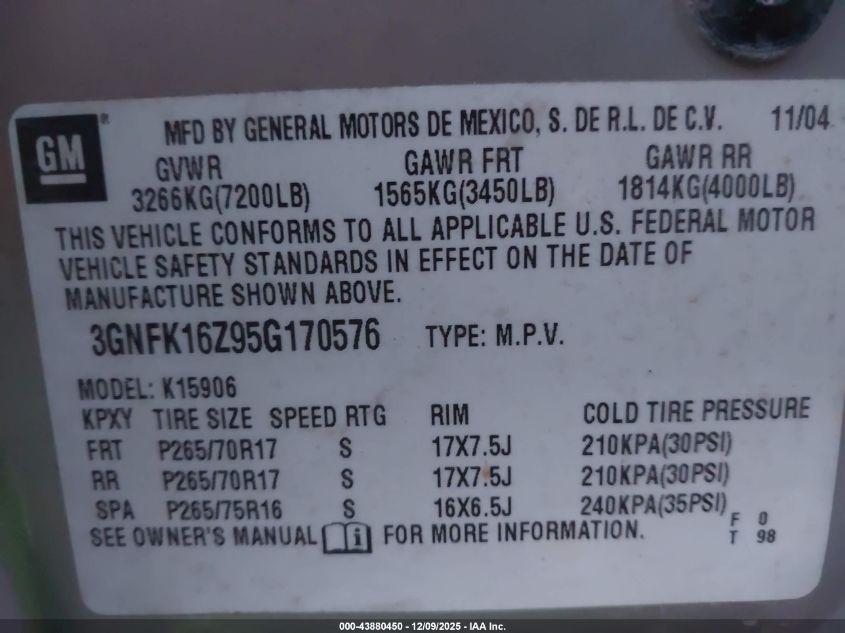 GM ® MFD BY GENERAL MOTORS DE MEXICO, S. DE R.L. DE C.V. 11/04
GVWR GAWR FRT GAWR RR
3266KG(7200LB) 1565KG(3450LB) 1814KG(4000LB)
THIS VEHICLE CONFORMS TO ALL APPLICABLE U.S. FEDERAL MOTOR
VEHICLE SAFETY STANDARDS IN EFFECT ON THE DATE OF
MANUFACTURE SHOWN ABOVE.
3GNFK16Z95G170576 TYPE: M.P.V.
MODEL: K15906
KPXY TIRE SIZE SPEED RTG RIM COLD TIRE PRESSURE
FRT P265/70R17 S 17X7.5J 210KPA(30PSI)
RR P265/70R17 S 17X7.5J 210KPA(30PSI)
SPA P265/75R16 S 16X6.5J 240KPA(35PSI)
F 0
SEE OWNER'S MANUAL i FOR MORE INFORMATION. T 98
000-43880450 - 12/09/2025 - IAA Inc.